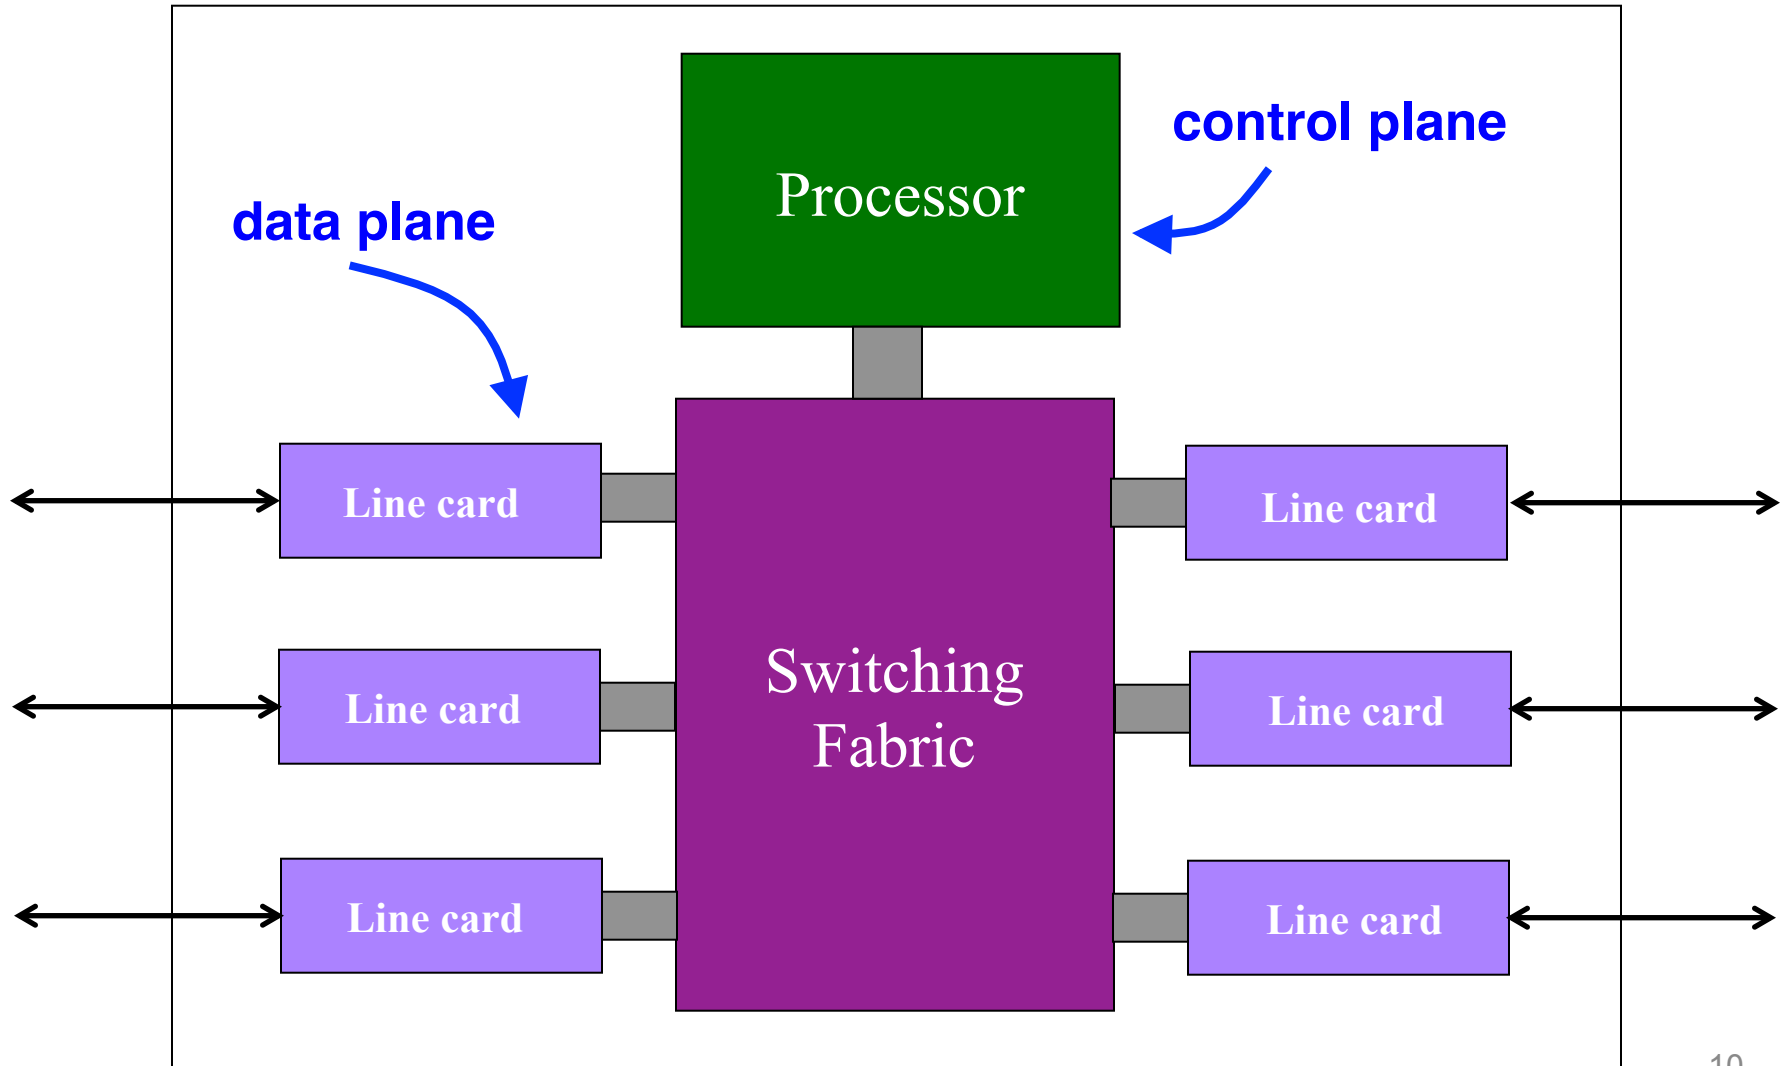 control plane
Processor
data plane
Line card
Line card
Switching
Fabric
Line card
Line card
Line card
Line card
10